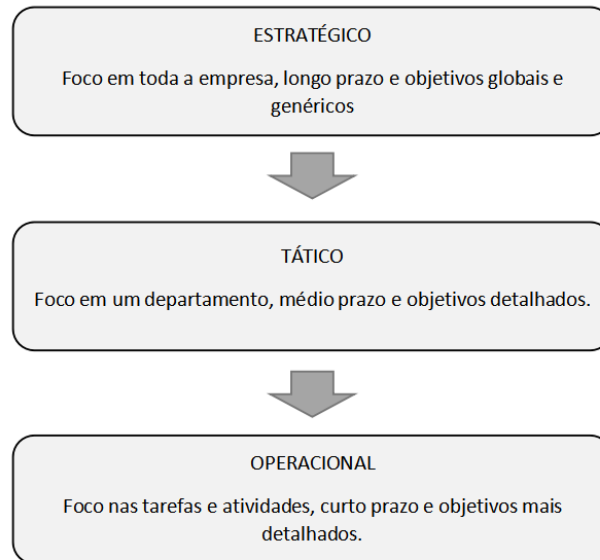 ESTRATÉGICO
Foco em toda a empresa, longo prazo e objetivos globais e
genéricos
TÁTICO
Foco em um departamento, médio prazo e objetivos detalhados.
OPERACIONAL
Foco nas tarefas e atividades, curto prazo e objetivos mais
detalhados.